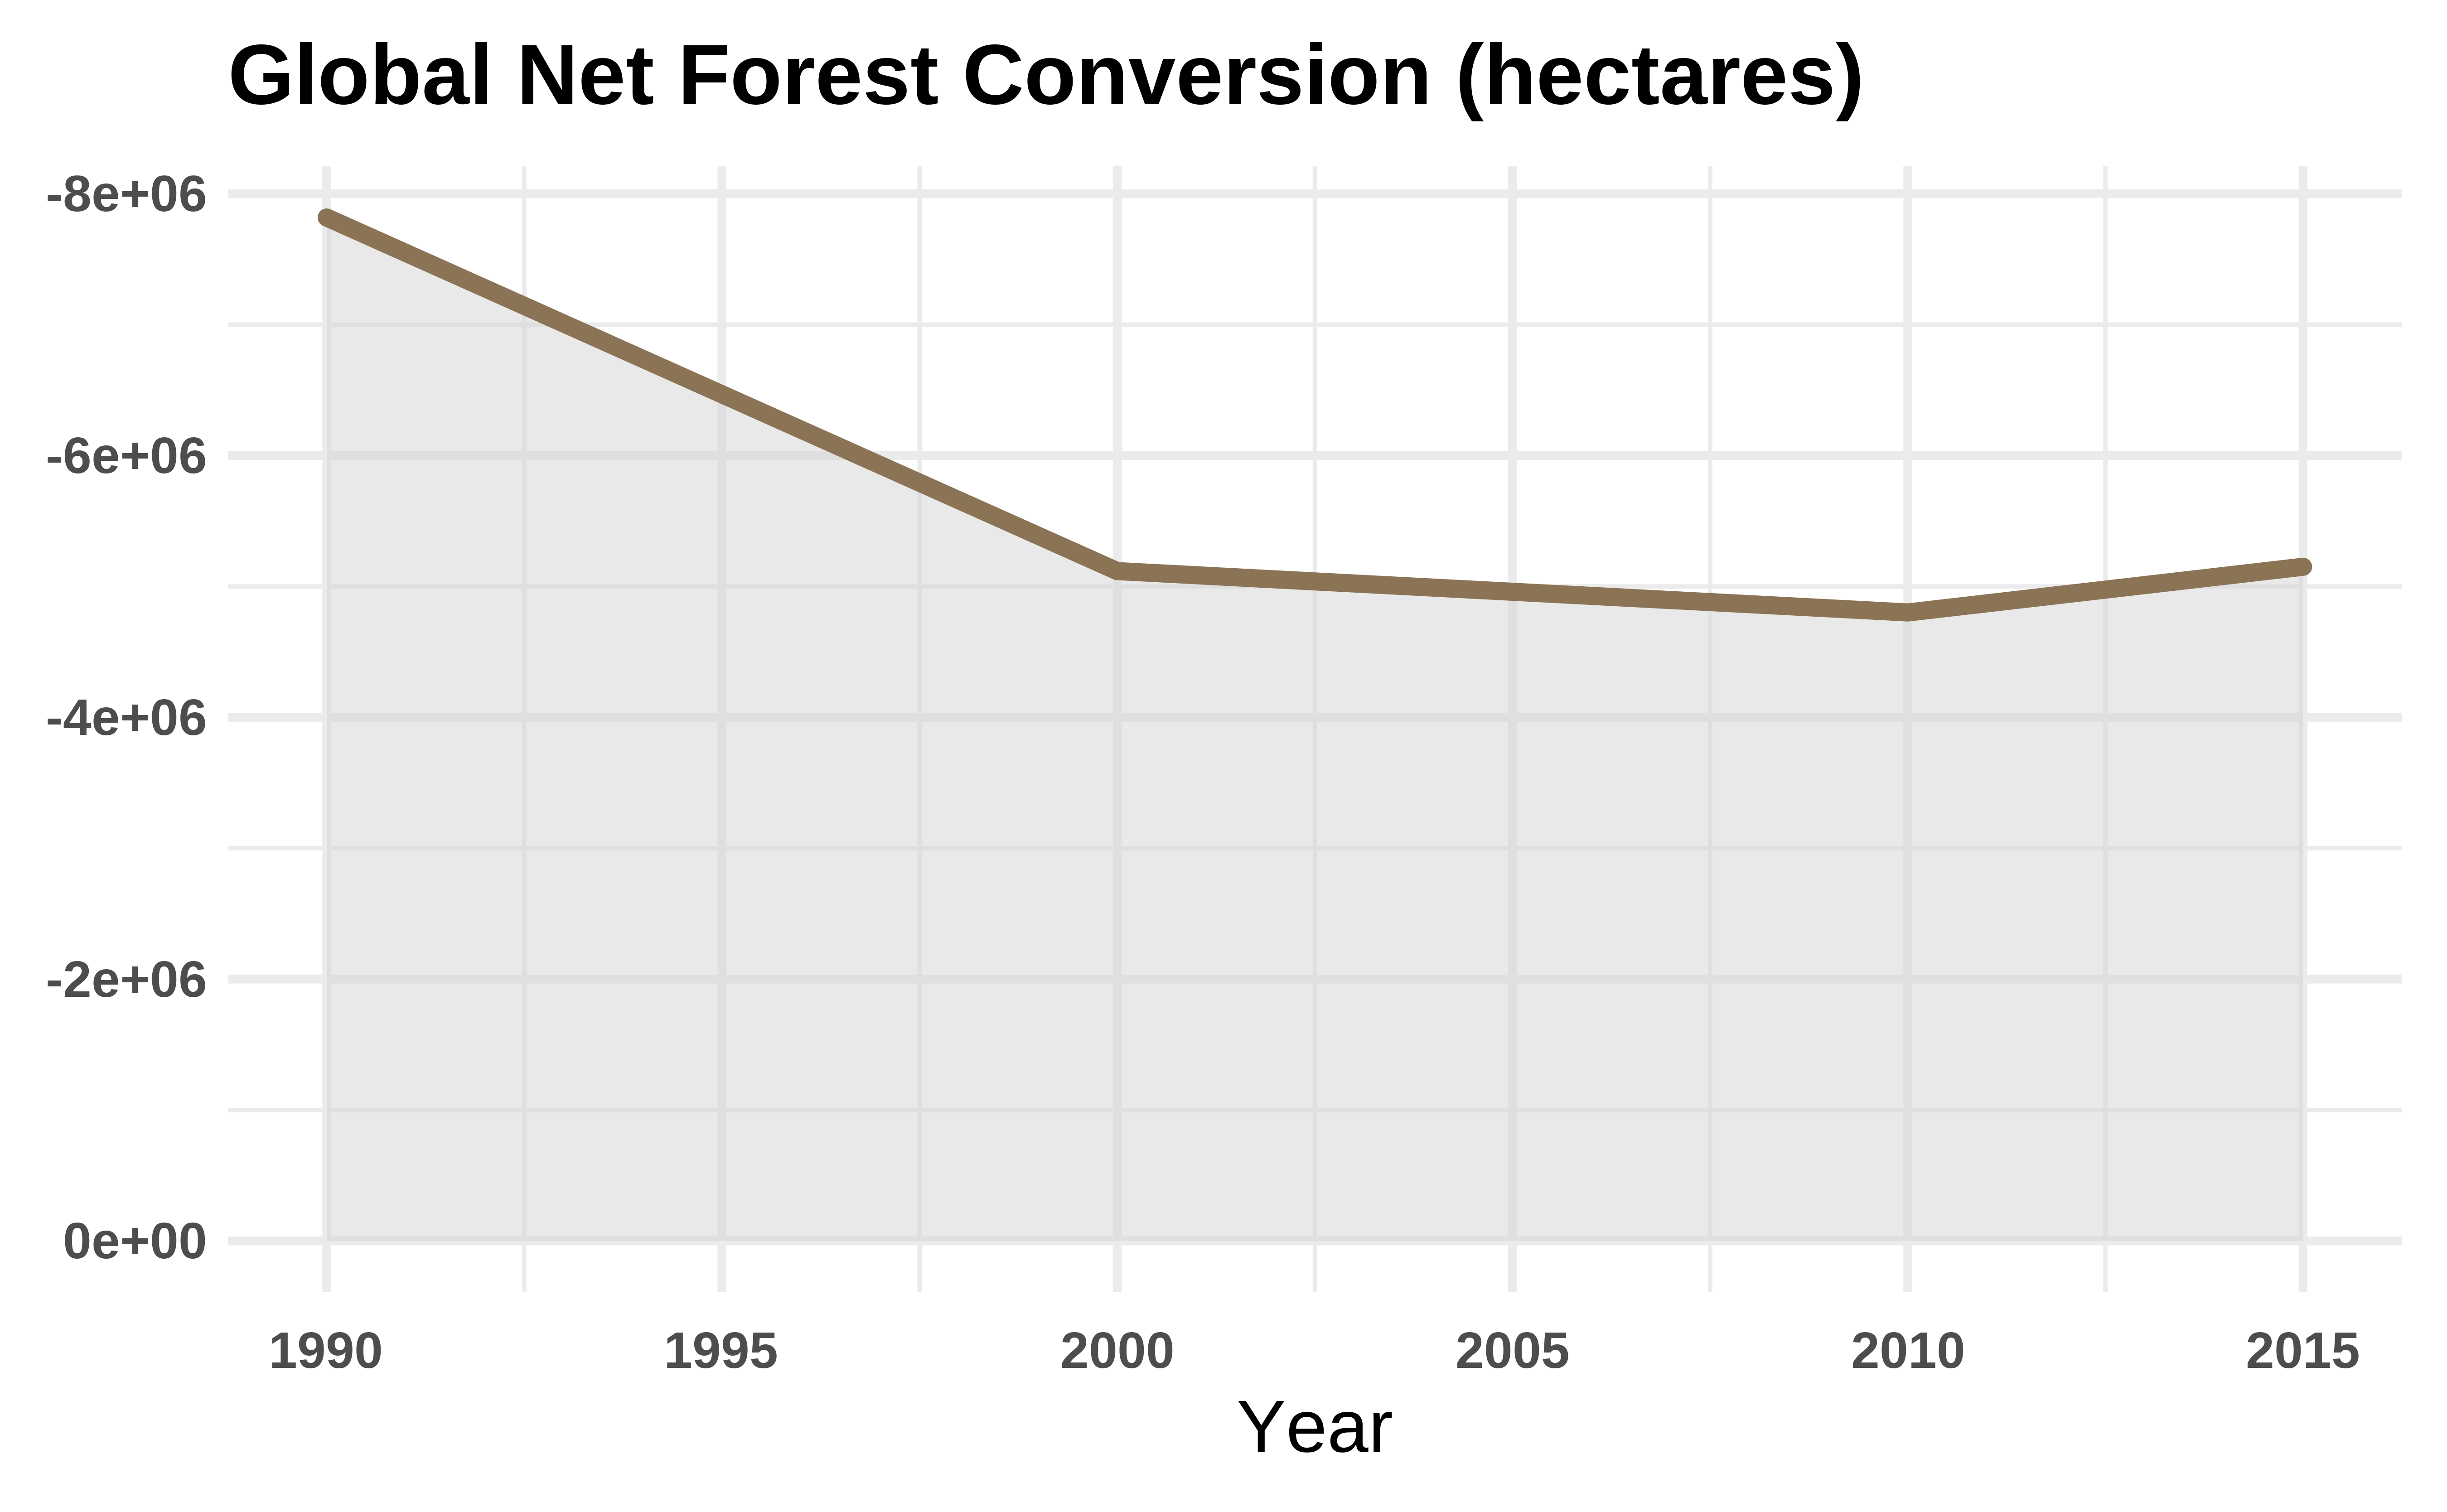 Global Net Forest Conversion (hectares)
-8e+06
-6e+06
-4e+06
-2e+06
0e+00
1990 1995 2000 2005 2010 2015
Year